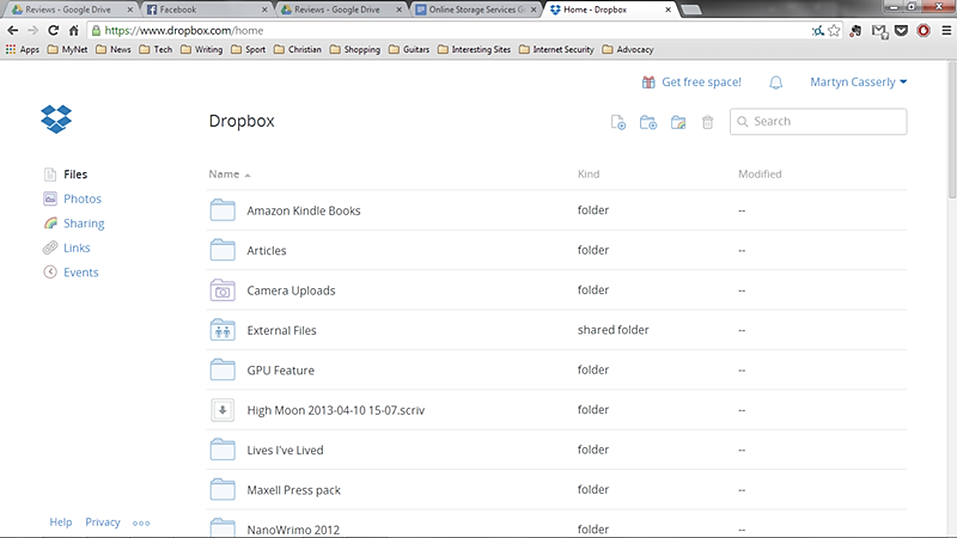 Reviews - Google Drive × Facebook × Reviews - Google Drive × Online Storage Services × Home - Dropbox ×
https://www.dropbox.com/home
Apps MyNet News Tech Writing Sport Christian Shopping Guitars Interesting Sites Internet Security Advocacy
Get free space! Martyn Casserly
Dropbox Search
Name Kind Modified
Files
Photos
Sharing
Links
Events
Amazon Kindle Books folder --
Articles folder --
Camera Uploads folder --
External Files shared folder --
GPU Feature folder --
High Moon 2013-04-10 15-07.scriv folder --
Lives I've Lived folder --
Maxell Press pack folder --
NanoWrimo 2012 folder --
Help Privacy